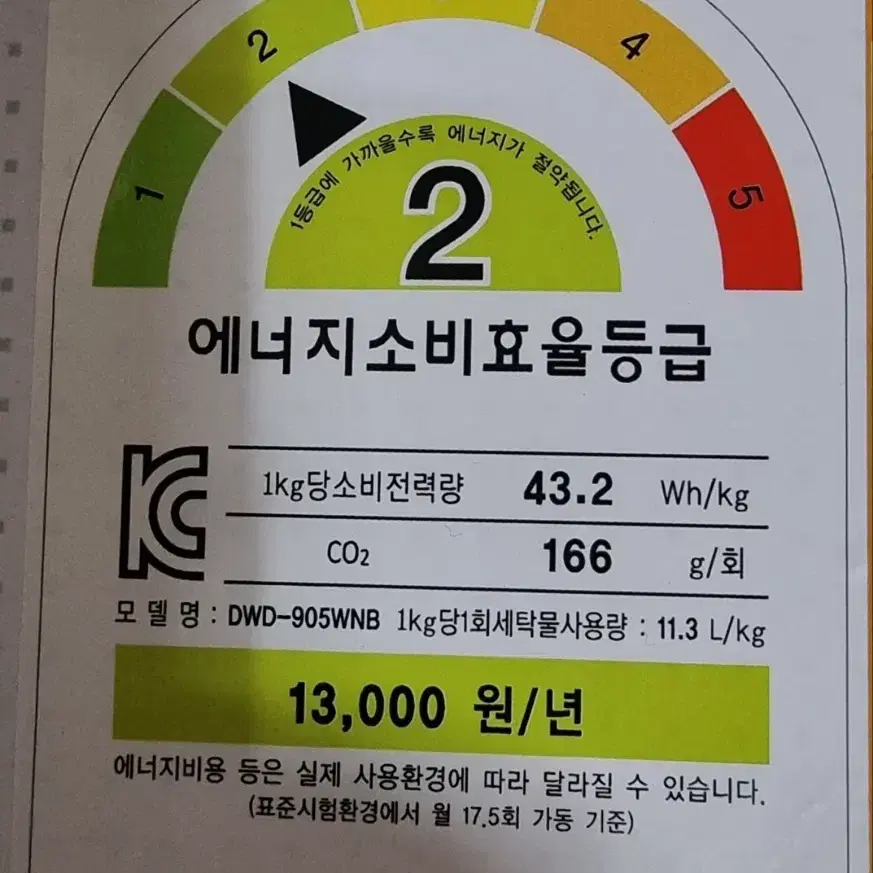 1
2
4
5
1등급에 가까울수록 에너지가 절약됩니다.
2
에너지소비효율등급
1kg당소비전력량 43.2 Wh/kg
CO₂ 166 g/회
모델명 : DWD-905WNB 1kg당1회세탁물사용량 : 11.3 L/kg
13,000 원/년
에너지비용 등은 실제 사용환경에 따라 달라질 수 있습니다.
(표준시험환경에서 월 17.5회 가동 기준)